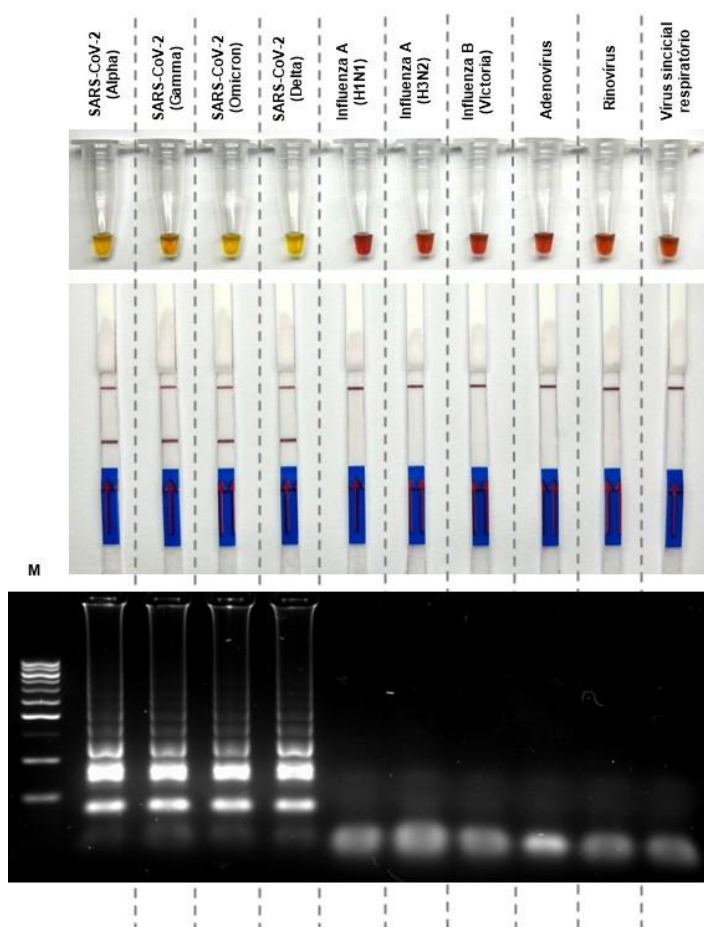 SARS-CoV-2
(Alpha)
SARS-CoV-2
(Gamma)
SARS-CoV-2
(Omicron)
SARS-CoV-2
(Delta)
Influenza A
(H1N1)
Influenza A
(H3N2)
Influenza B
(Victoria)
Adenovírus
Rinovírus
Vírus sincicial
respiratório
M